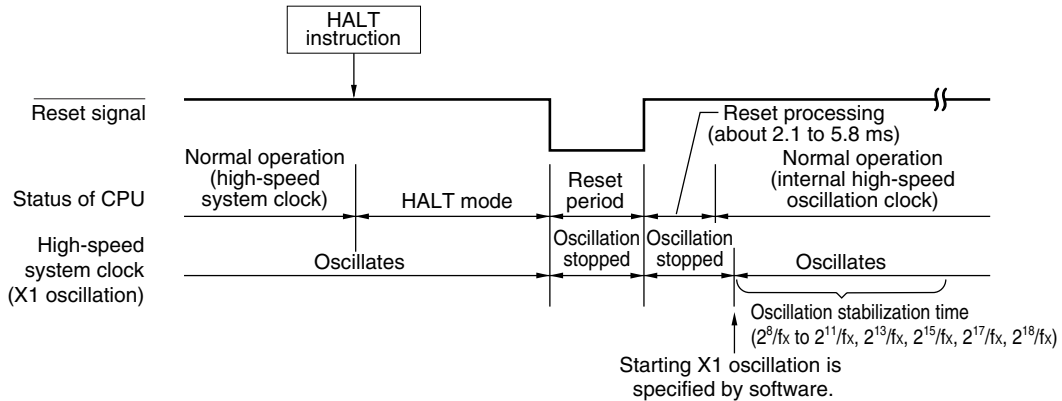 HALT
instruction
Reset signal
Reset processing
(about 2.1 to 5.8 ms)
Normal operation
(high-speed
system clock)
Reset
period
Normal operation
(internal high-speed
oscillation clock)
Status of CPU
HALT mode
High-speed
system clock
(X1 oscillation)
Oscillates
Oscillation
stopped
Oscillation
stopped
Oscillates
Oscillation stabilization time
(2⁸/fx to 2¹¹/fx, 2¹³/fx, 2¹⁵/fx, 2¹⁷/fx, 2¹⁸/fx)
Starting X1 oscillation is
specified by software.